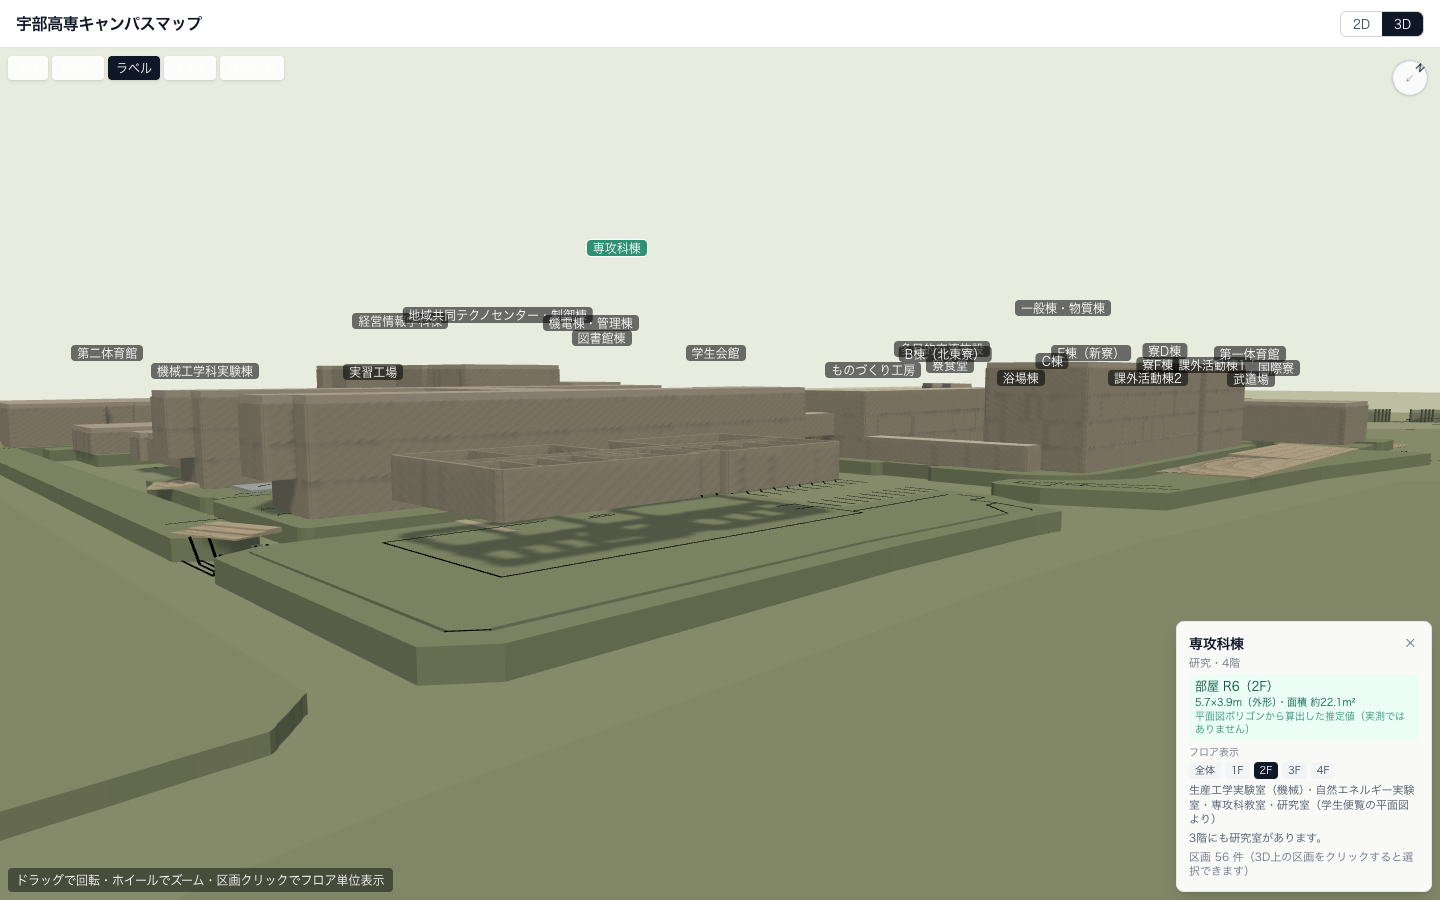 宇部高専キャンパスマップ
2D
3D
ラベル
N
専攻科棟
一般棟・物質棟
地域共同テクノセンター・制御棟
機電棟・管理棟
図書館棟
第二体育館
機械工学科実験棟
実習工場
学生会館
ものづくり工房
B棟（北東寮）
寮食堂
浴場棟
C棟
E棟（新寮）
寮D棟
寮F棟
課外活動棟1
課外活動棟2
第一体育館
国際寮
武道場
専攻科棟
×
研究・4階
部屋 R6（2F）
5.7×3.9m（外形）・面積 約22.1m²
平面図ポリゴンから算出した推定値（実測では
ありません）
フロア表示
全体 1F 2F 3F 4F
生産工学実験室（機械）・自然エネルギー実験
室・専攻科教室・研究室（学生便覧の平面図
より）
3階にも研究室があります。
区画 56 件（3D上の区画をクリックすると選
択できます）
ドラッグで回転・ホイールでズーム・区画クリックでフロア単位表示